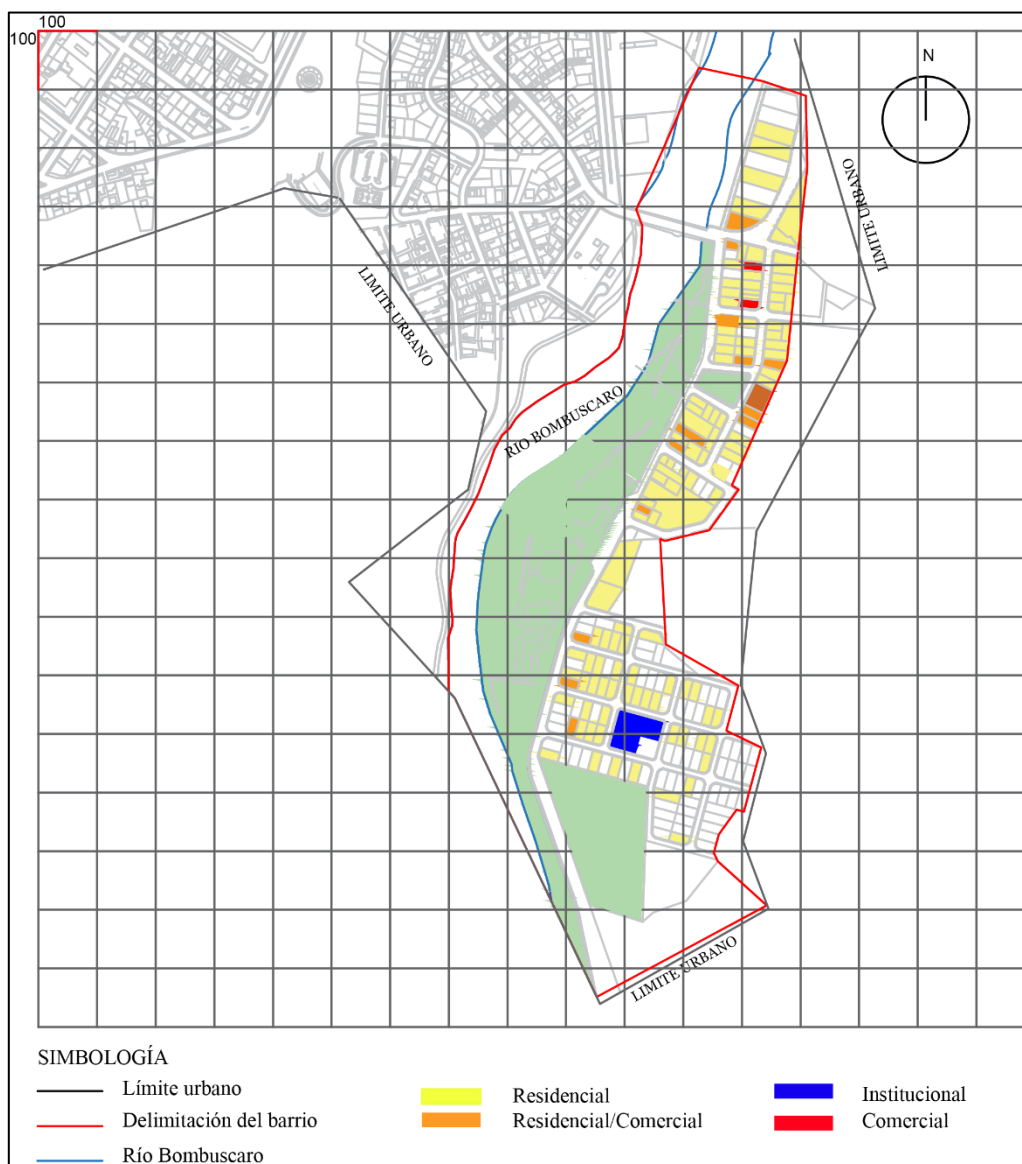 100
100
N
LIMITE URBANO
LIMITE URBANO
RIO BOMBUSCARO
LIMITE URBANO
SIMBOLOGÍA
Límite urbano
Delimitación del barrio
Río Bombuscaro
Residencial
Residencial/Comercial
Institucional
Comercial